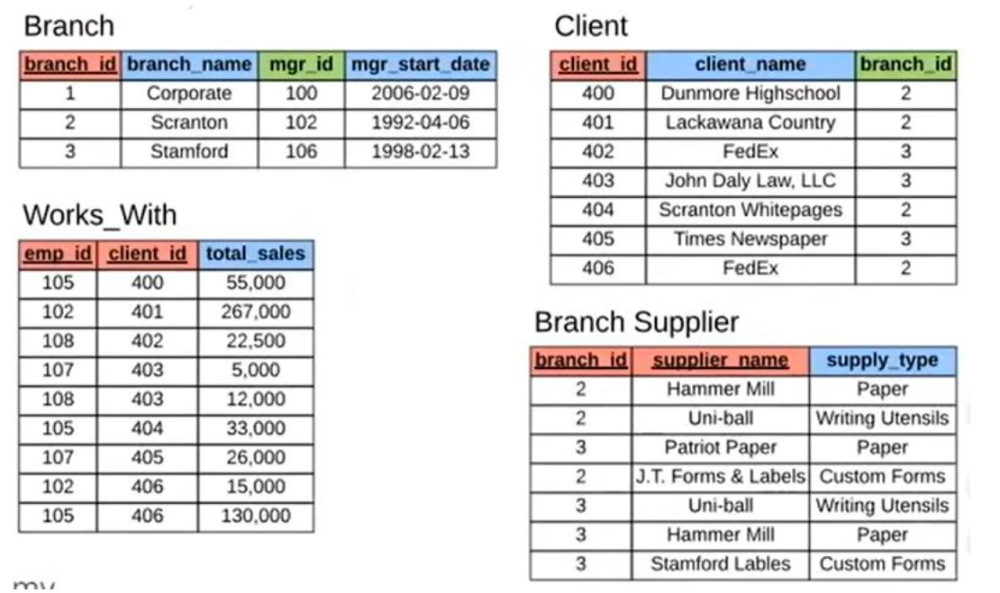 Branch
branch_id branch_name mgr_id mgr_start_date
1 Corporate 100 2006-02-09
2 Scranton 102 1992-04-06
3 Stamford 106 1998-02-13
Works_With
emp_id client_id total_sales
105 400 55,000
102 401 267,000
108 402 22,500
107 403 5,000
108 403 12,000
105 404 33,000
107 405 26,000
102 406 15,000
105 406 130,000
Client
client_id client_name branch_id
400 Dunmore Highschool 2
401 Lackawana Country 2
402 FedEx 3
403 John Daly Law, LLC 3
404 Scranton Whitepages 2
405 Times Newspaper 3
406 FedEx 2
Branch Supplier
branch_id supplier_name supply_type
2 Hammer Mill Paper
2 Uni-ball Writing Utensils
3 Patriot Paper Paper
2 J.T. Forms & Labels Custom Forms
3 Uni-ball Writing Utensils
3 Hammer Mill Paper
3 Stamford Lables Custom Forms